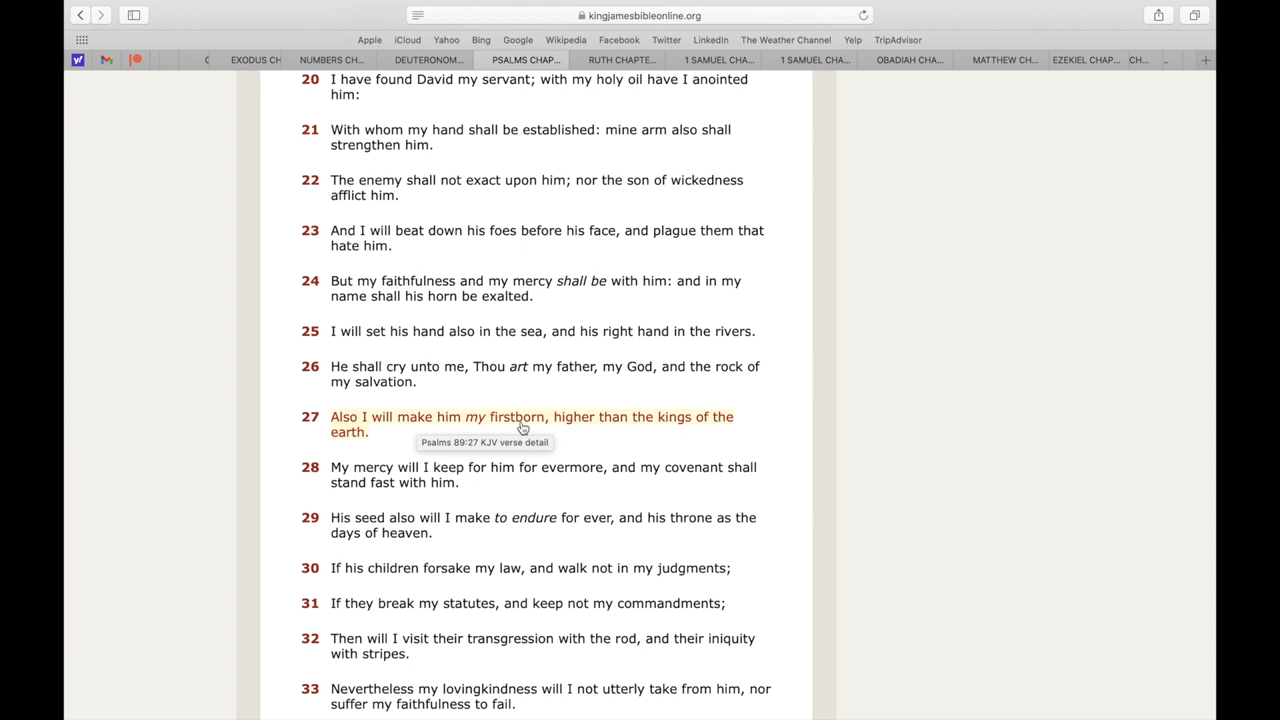 kingjamesbibleonline.org
Apple iCloud Yahoo Bing Google Wikipedia Facebook Twitter LinkedIn The Weather Channel Yelp TripAdvisor
EXODUS CH NUMBERS CH... DEUTERONOM... PSALMS CHAP... RUTH CHAPTE... 1 SAMUEL CHA... 1 SAMUEL CHA... OBADIAH CHA... MATTHEW CH... EZEKIEL CHAP... CH...
20 I have found David my servant; with my holy oil have I anointed
him:
21 With whom my hand shall be established: mine arm also shall
strengthen him.
22 The enemy shall not exact upon him; nor the son of wickedness
afflict him.
23 And I will beat down his foes before his face, and plague them that
hate him.
24 But my faithfulness and my mercy shall be with him: and in my
name shall his horn be exalted.
25 I will set his hand also in the sea, and his right hand in the rivers.
26 He shall cry unto me, Thou art my father, my God, and the rock of
my salvation.
27 Also I will make him my firstborn, higher than the kings of the
earth.
Psalms 89:27 KJV verse detail
28 My mercy will I keep for him for evermore, and my covenant shall
stand fast with him.
29 His seed also will I make to endure for ever, and his throne as the
days of heaven.
30 If his children forsake my law, and walk not in my judgments;
31 If they break my statutes, and keep not my commandments;
32 Then will I visit their transgression with the rod, and their iniquity
with stripes.
33 Nevertheless my lovingkindness will I not utterly take from him, nor
suffer my faithfulness to fail.